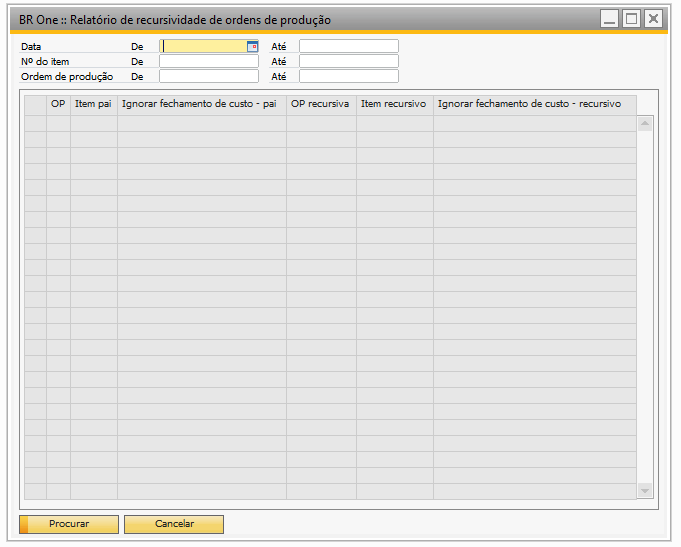 BR One :: Relatório de recursividade de ordens de produção
Data De Até
Nº do item De Até
Ordem de produção De Até
OP Item pai Ignorar fechamento de custo - pai OP recursiva Item recursivo Ignorar fechamento de custo - recursivo
Procurar Cancelar